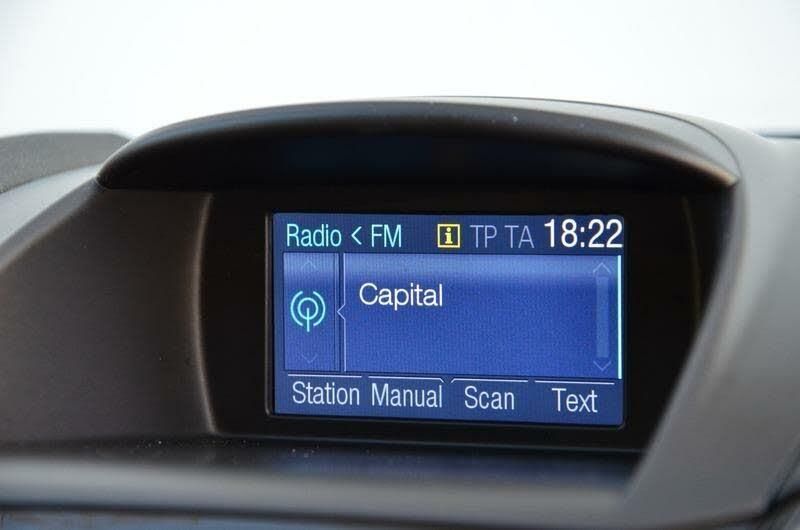 Radio < FM i TP TA 18:22
Capital
Station Manual Scan Text